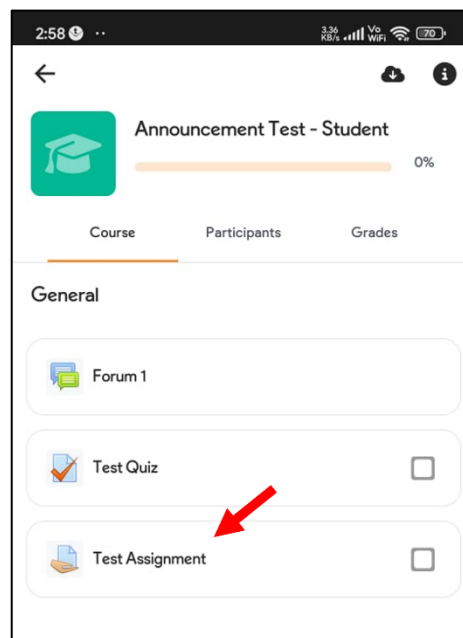 2:58 ··
3.36 KB/s Vo WiFi 70
Announcement Test - Student
0%
Course Participants Grades
General
Forum 1
Test Quiz
Test Assignment